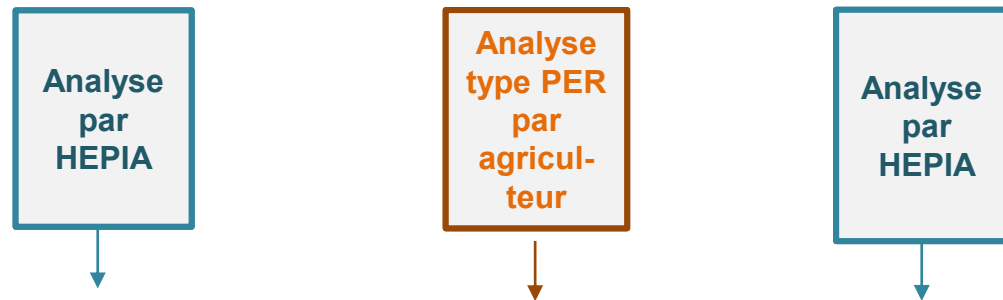 Analyse
par
HEPIA
Analyse
type PER
par
agricul-
teur
Analyse
par
HEPIA